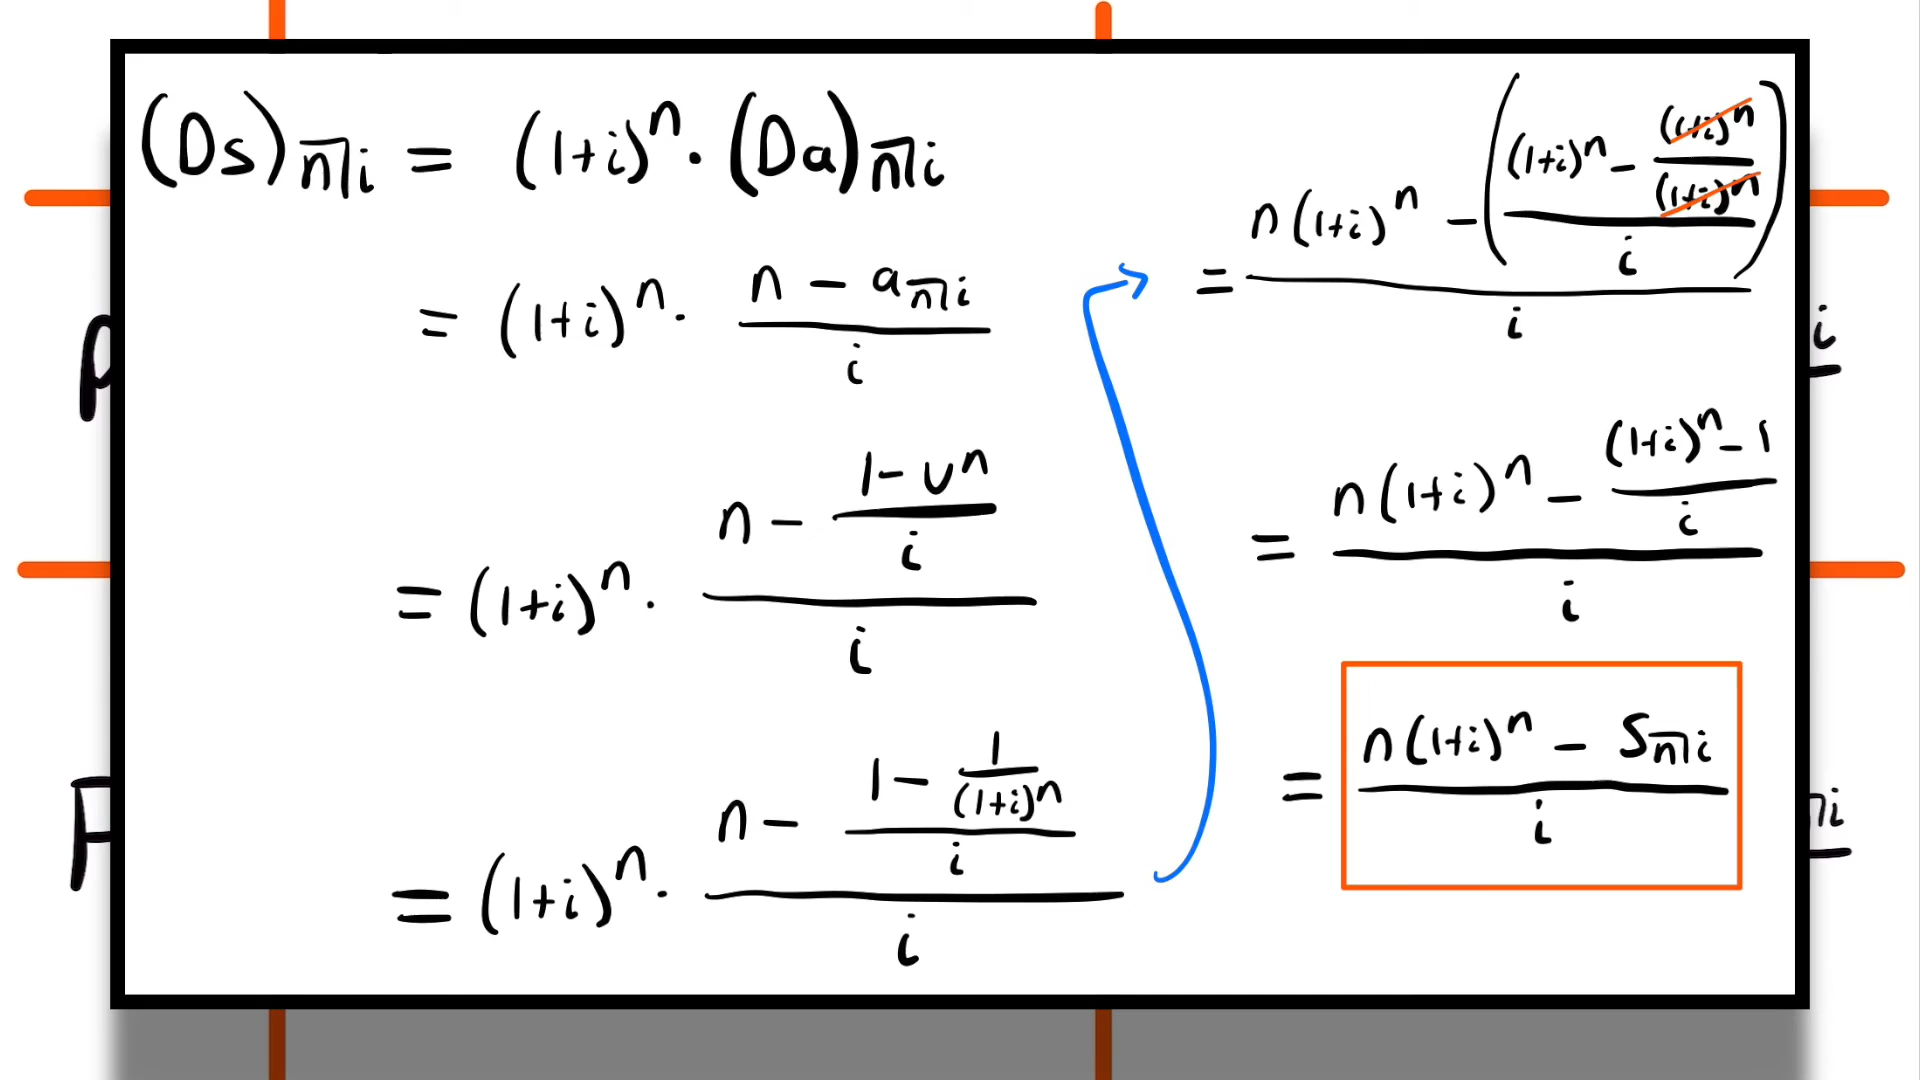 (Ds)n̅|i = (1+i)^n · (Da)n̅|i
= (1+i)^n · (n - an̅|i)/i
= (1+i)^n · (n - (1-v^n)/i)/i
= (1+i)^n · (n - (1 - 1/(1+i)^n)/i)/i
= (n(1+i)^n - (((1+i)^n - (1+i)^n/(1+i)^n)/i))/i
= (n(1+i)^n - ((1+i)^n - 1)/i)/i
= (n(1+i)^n - Sn̅|i)/i
i
ni